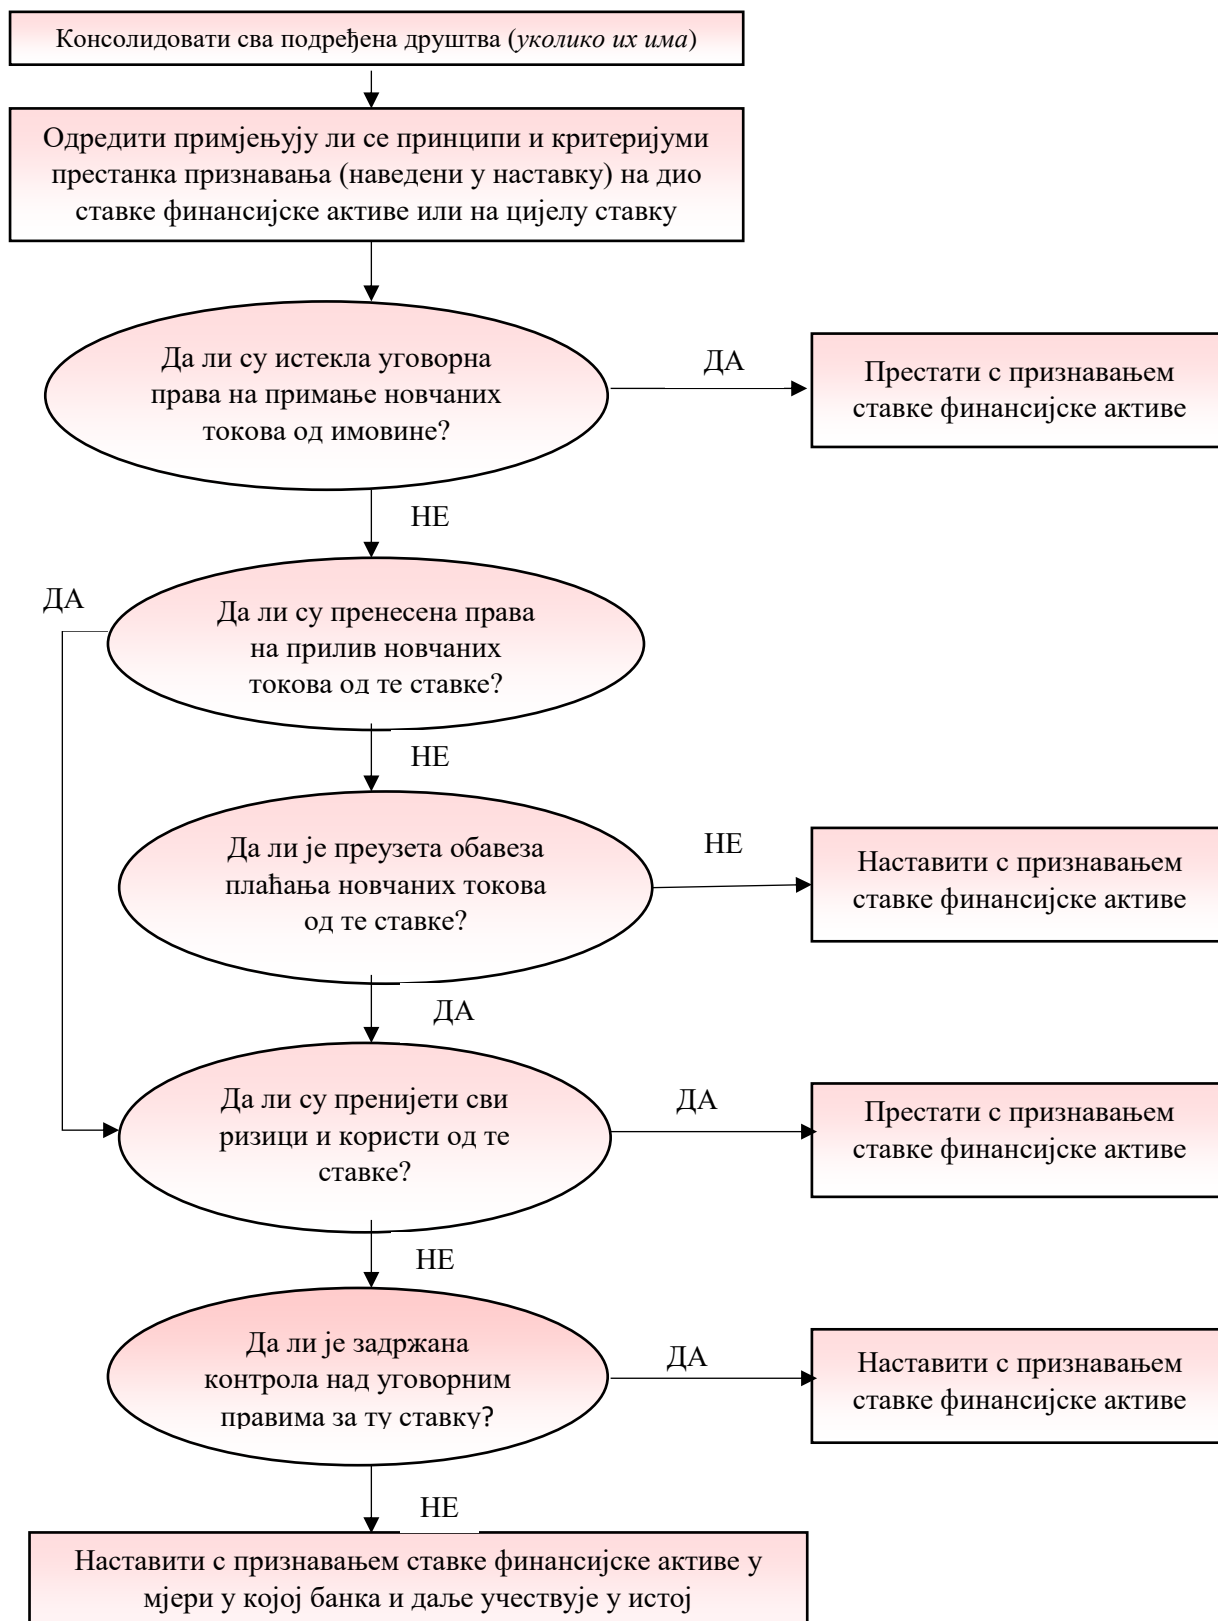 Консолидовати сва подређена друштва (уколико их има)
Одредити примјењују ли се принципи и критеријуми
престанка признавања (наведени у наставку) на дио
ставке финансијске активе или на цијелу ставку
Да ли су истекла уговорна
права на примање новчаних
токова од имовине?
ДА
Престати с признавањем
ставке финансијске активе
НЕ
ДА
Да ли су пренесена права
на прилив новчаних
токова од те ставке?
НЕ
Да ли је преузета обавеза
плаћања новчаних токова
од те ставке?
НЕ
Наставити с признавањем
ставке финансијске активе
ДА
Да ли су пренијети сви
ризици и користи од те
ставке?
ДА
Престати с признавањем
ставке финансијске активе
НЕ
Да ли је задржана
контрола над уговорним
правима за ту ставку?
ДА
Наставити с признавањем
ставке финансијске активе
НЕ
Наставити с признавањем ставке финансијске активе у
мјери у којој банка и даље учествује у истој